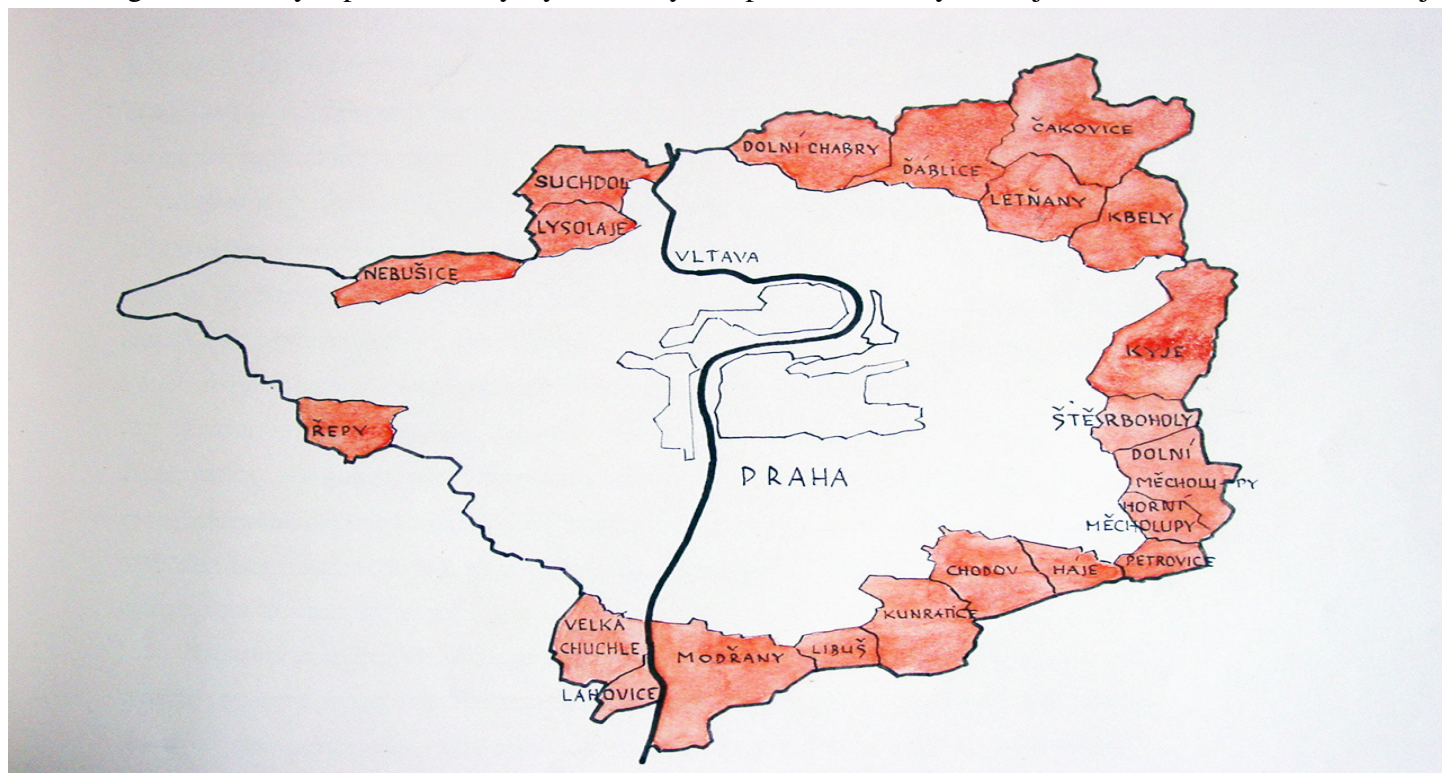 ČAKOVICE
DOLNÍ CHABRY
ĎÁBLICE
SUCHDOL
LETŇANY
KBELY
LYSOLAJE
VLTAVA
NEBUŠICE
KYJE
ŠTĚRBOHOLY
ŘEPY
DOLNÍ
MĚCHOLUPY
PRAHA
HORNÍ
MĚCHOLUPY
PETROVICE
CHODOV
HÁJE
KUNRATICE
VELKÁ
CHUCHLE
LIBUŠ
MODŘANY
LAHOVICE